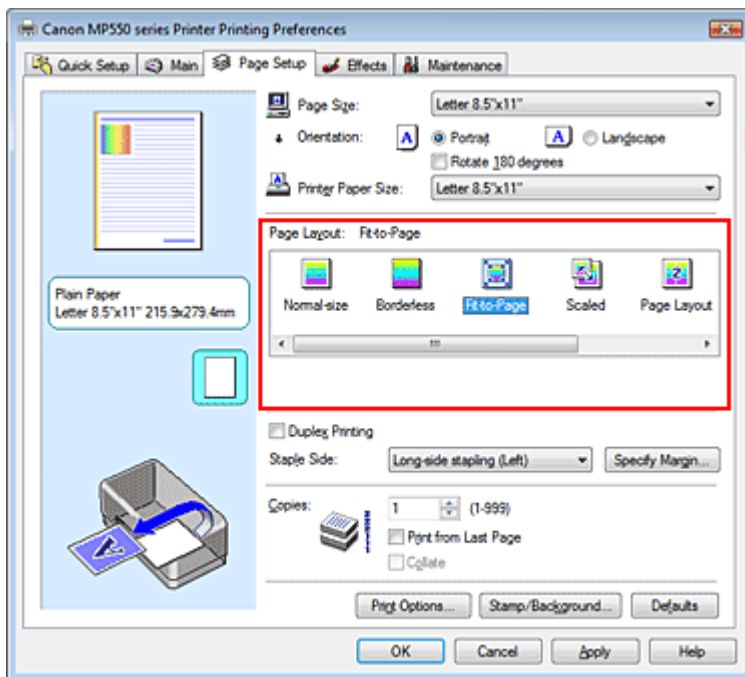 Canon MP550 series Printer Printing Preferences
Quick Setup Main Page Setup Effects Maintenance
Page Size: Letter 8.5"x11"
Orientation: A Portrait A Landscape
Rotate 180 degrees
Printer Paper Size: Letter 8.5"x11"
Page Layout: Fit-to-Page
Normal-size Borderless Fit-to-Page Scaled Page Layout
Plain Paper
Letter 8.5"x11" 215.9x279.4mm
Duplex Printing
Staple Side: Long-side stapling (Left) Specify Margin...
Copies: 1 (1-999)
Print from Last Page
Collate
Print Options... Stamp/Background... Defaults
OK Cancel Apply Help